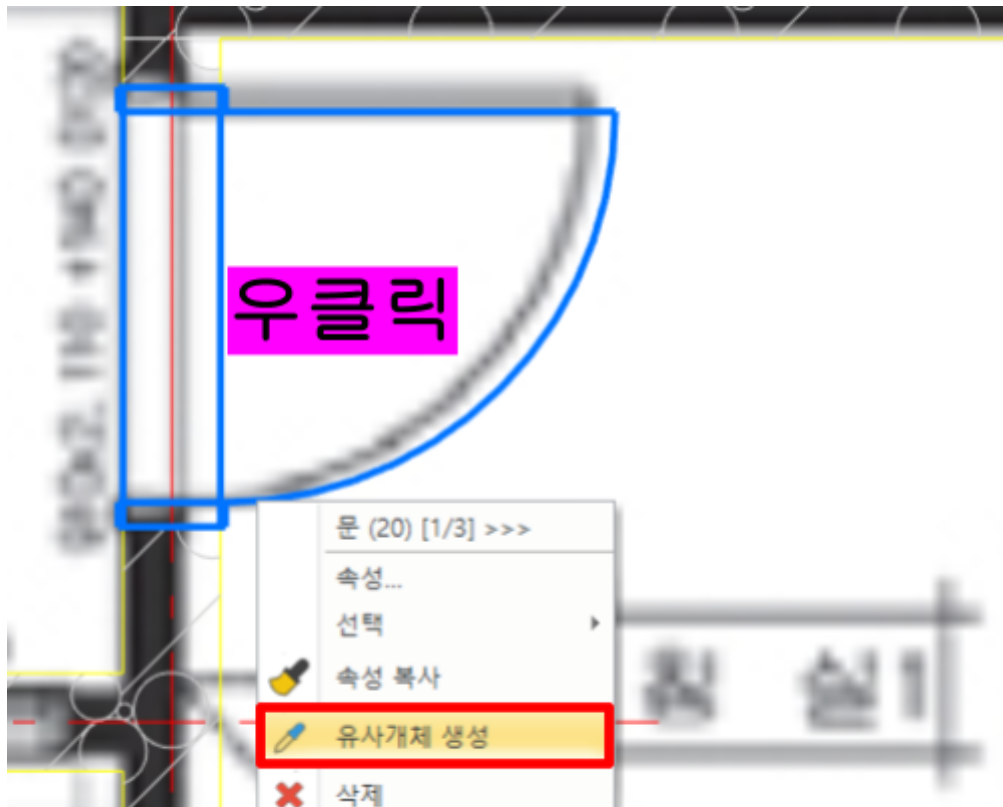 우클릭
문 (20) [1/3] >>>
속성...
선택
속성 복사
유사개체 생성
삭제